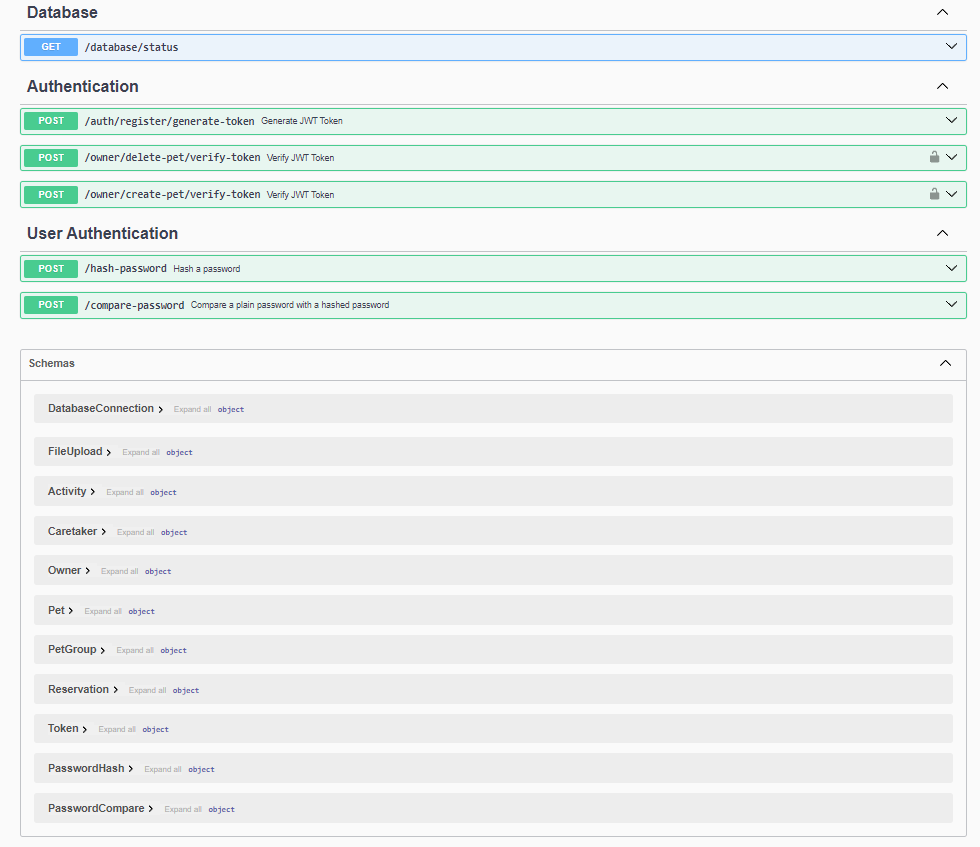 Database
GET /database/status
Authentication
POST /auth/register/generate-token Generate JWT Token
POST /owner/delete-pet/verify-token Verify JWT Token
POST /owner/create-pet/verify-token Verify JWT Token
User Authentication
POST /hash-password Hash a password
POST /compare-password Compare a plain password with a hashed password
Schemas
DatabaseConnection Expand all object
FileUpload Expand all object
Activity Expand all object
Caretaker Expand all object
Owner Expand all object
Pet Expand all object
PetGroup Expand all object
Reservation Expand all object
Token Expand all object
PasswordHash Expand all object
PasswordCompare Expand all object